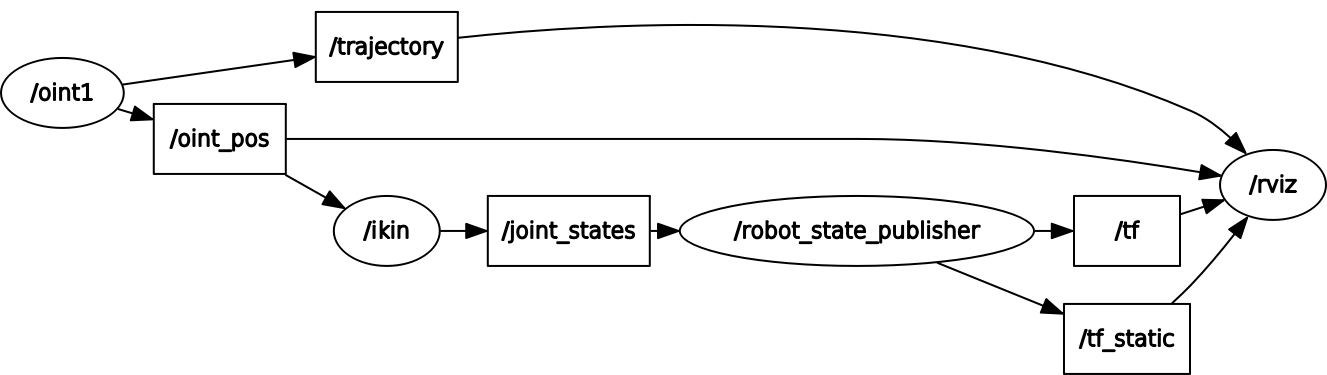 /trajectory
/oint1
/oint_pos
/rviz
/ikin
/joint_states
/robot_state_publisher
/tf
/tf_static